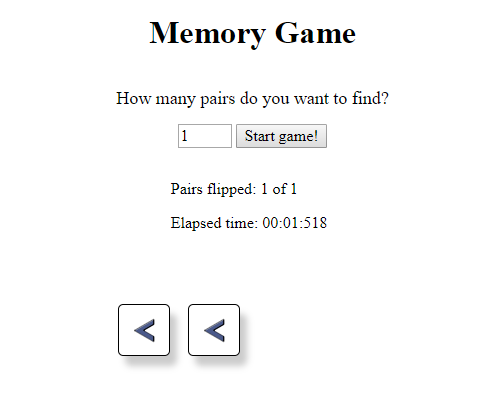 Memory Game
How many pairs do you want to find?
1 Start game!
Pairs flipped: 1 of 1
Elapsed time: 00:01:518
< <